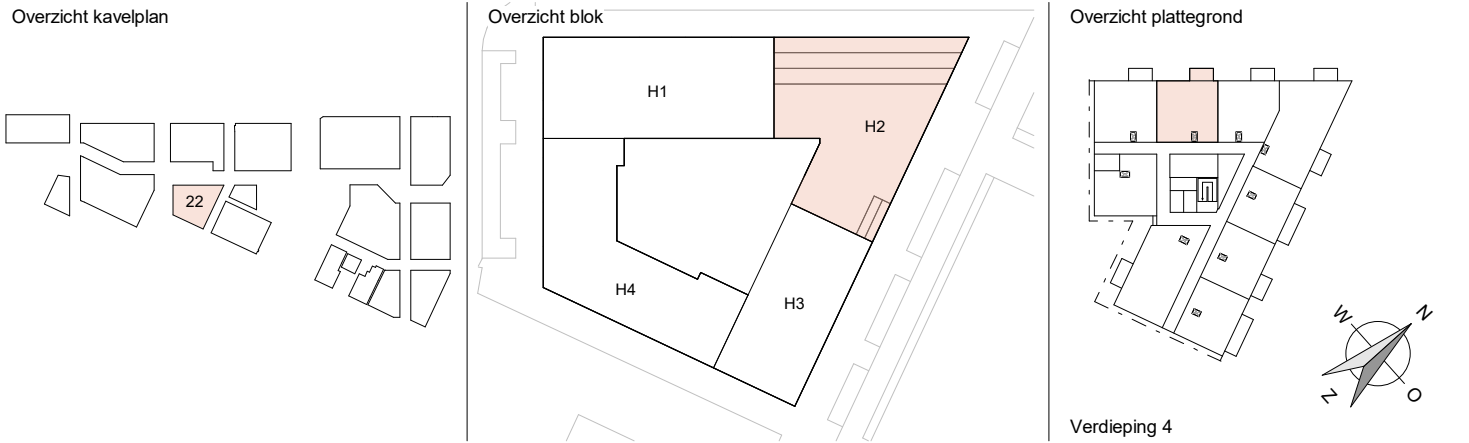 Overzicht kavelplan
22
Overzicht blok
H1
H2
H3
H4
Overzicht plattegrond
N
W
O
Z
Verdieping 4